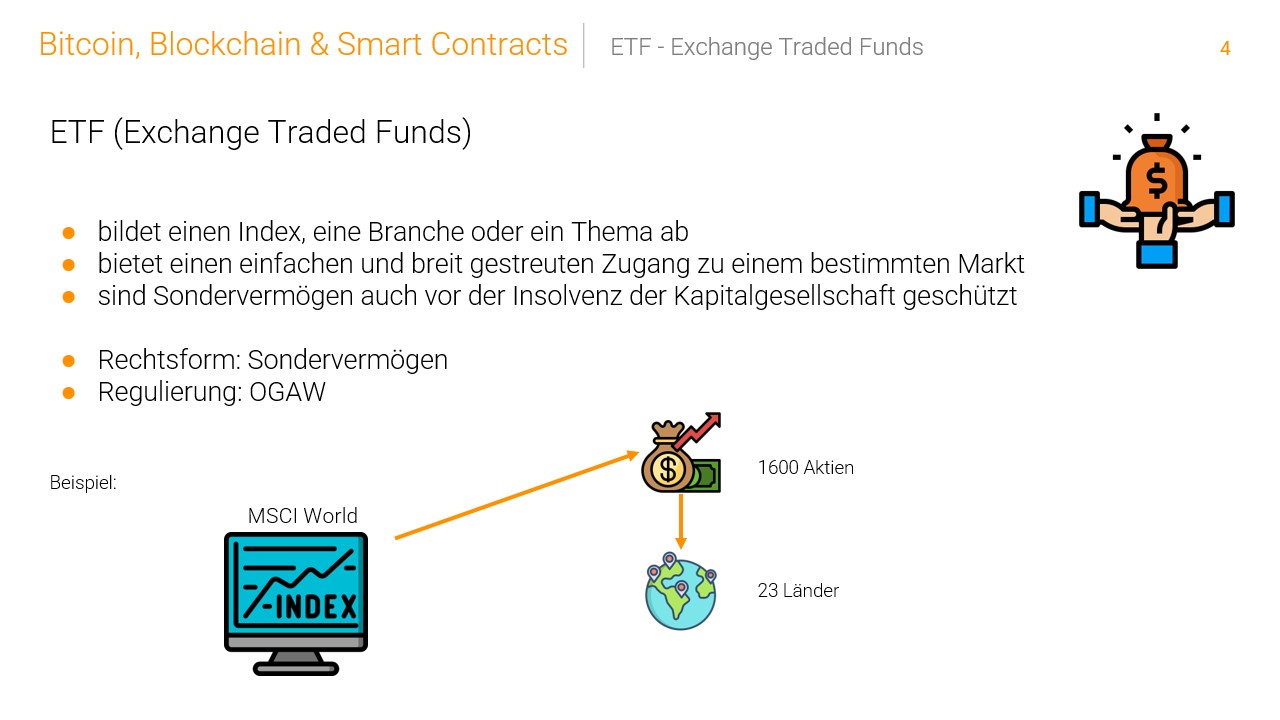 Bitcoin, Blockchain & Smart Contracts
ETF - Exchange Traded Funds
4
ETF (Exchange Traded Funds)
$
● bildet einen Index, eine Branche oder ein Thema ab
● bietet einen einfachen und breit gestreuten Zugang zu einem bestimmten Markt
● sind Sondervermögen auch vor der Insolvenz der Kapitalgesellschaft geschützt
● Rechtsform: Sondervermögen
● Regulierung: OGAW
$
1600 Aktien
Beispiel:
MSCI World
INDEX
23 Länder